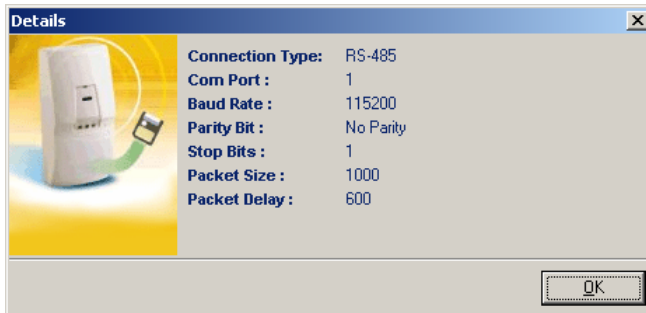 Details
Connection Type: RS-485
Com Port : 1
Baud Rate : 115200
Parity Bit : No Parity
Stop Bits : 1
Packet Size : 1000
Packet Delay : 600
OK